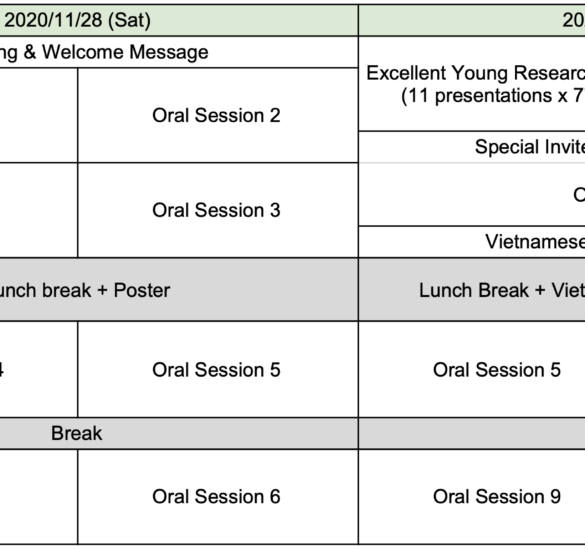 2020/11/28 (Sat)
20
ng & Welcome Message
Excellent Young Researc
(11 presentations x 7
Oral Session 2
Special Invite
Oral Session 3
Vietnamese
unch break + Poster
Lunch Break + Viet
4
Oral Session 5
Oral Session 5
Break
Oral Session 6
Oral Session 9